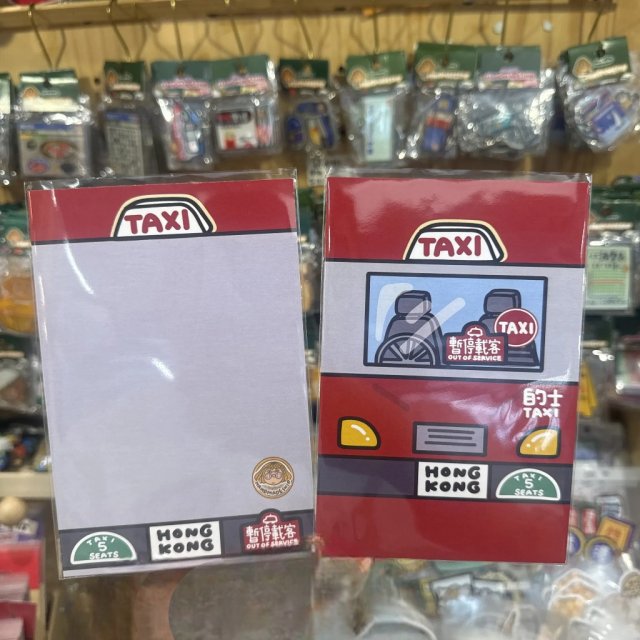 TAXI
TAXI
5
SEATS
HONG
KONG
暫停載客
OUT OF SERVICE
TAXI
TAXI
暫停載客
OUT OF SERVICE
的士
TAXI
HONG
KONG
TAXI
5
SEATS